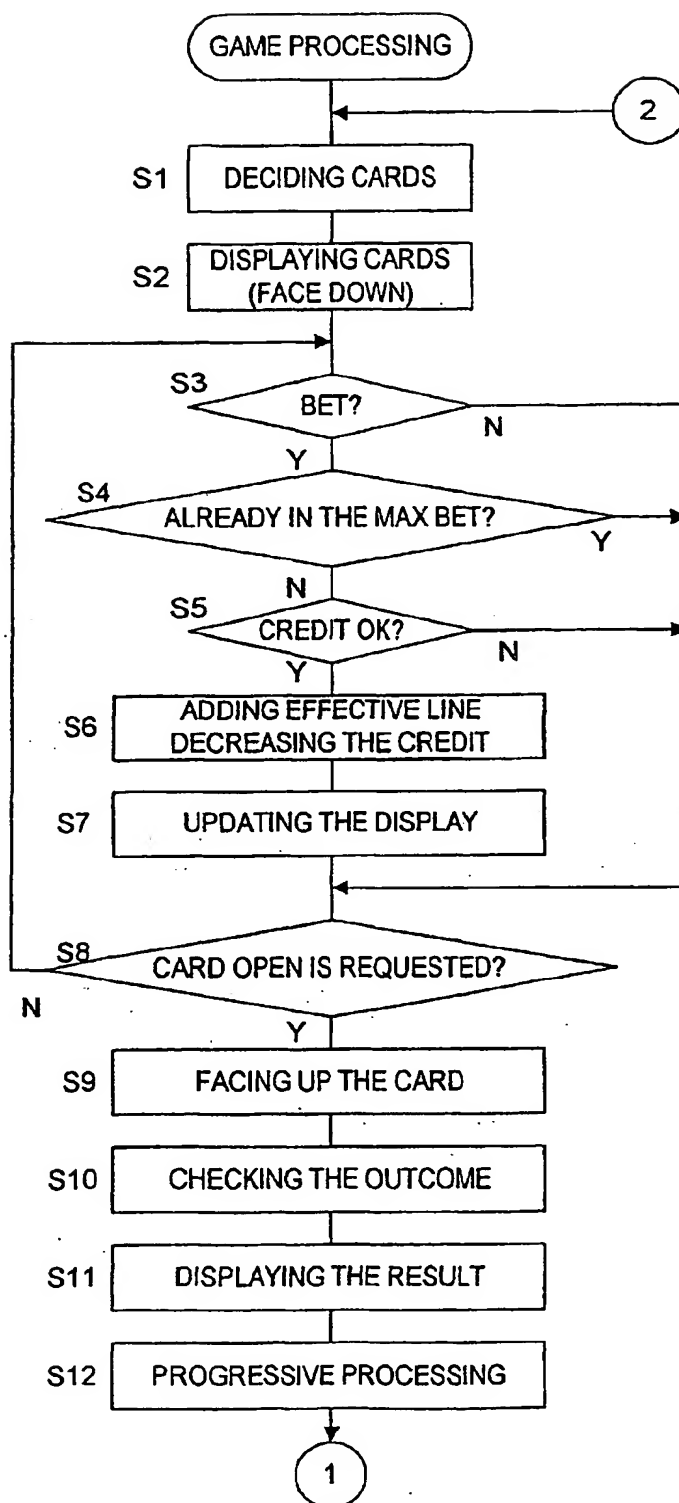 GAME PROCESSING
2
S1 DECIDING CARDS
S2 DISPLAYING CARDS
(FACE DOWN)
S3 BET?
N
Y
S4 ALREADY IN THE MAX BET?
Y
N
S5 CREDIT OK?
N
Y
S6 ADDING EFFECTIVE LINE
DECREASING THE CREDIT
S7 UPDATING THE DISPLAY
S8 CARD OPEN IS REQUESTED?
N
Y
S9 FACING UP THE CARD
S10 CHECKING THE OUTCOME
S11 DISPLAYING THE RESULT
S12 PROGRESSIVE PROCESSING
1